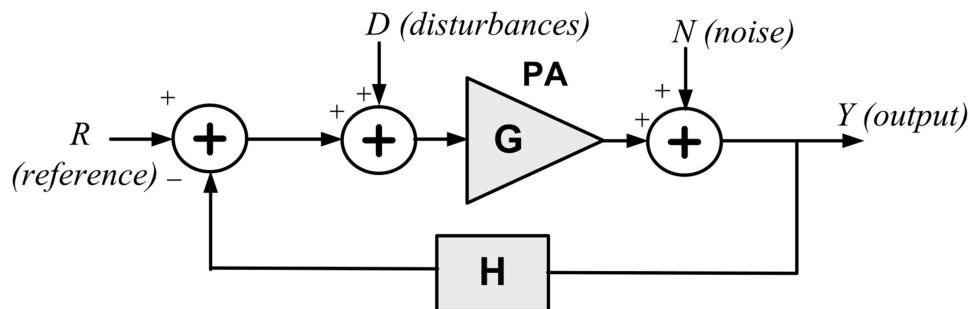 D (disturbances)
N (noise)
PA
+
+
+
+
+
R
+
+
G
+
Y (output)
(reference) –
H